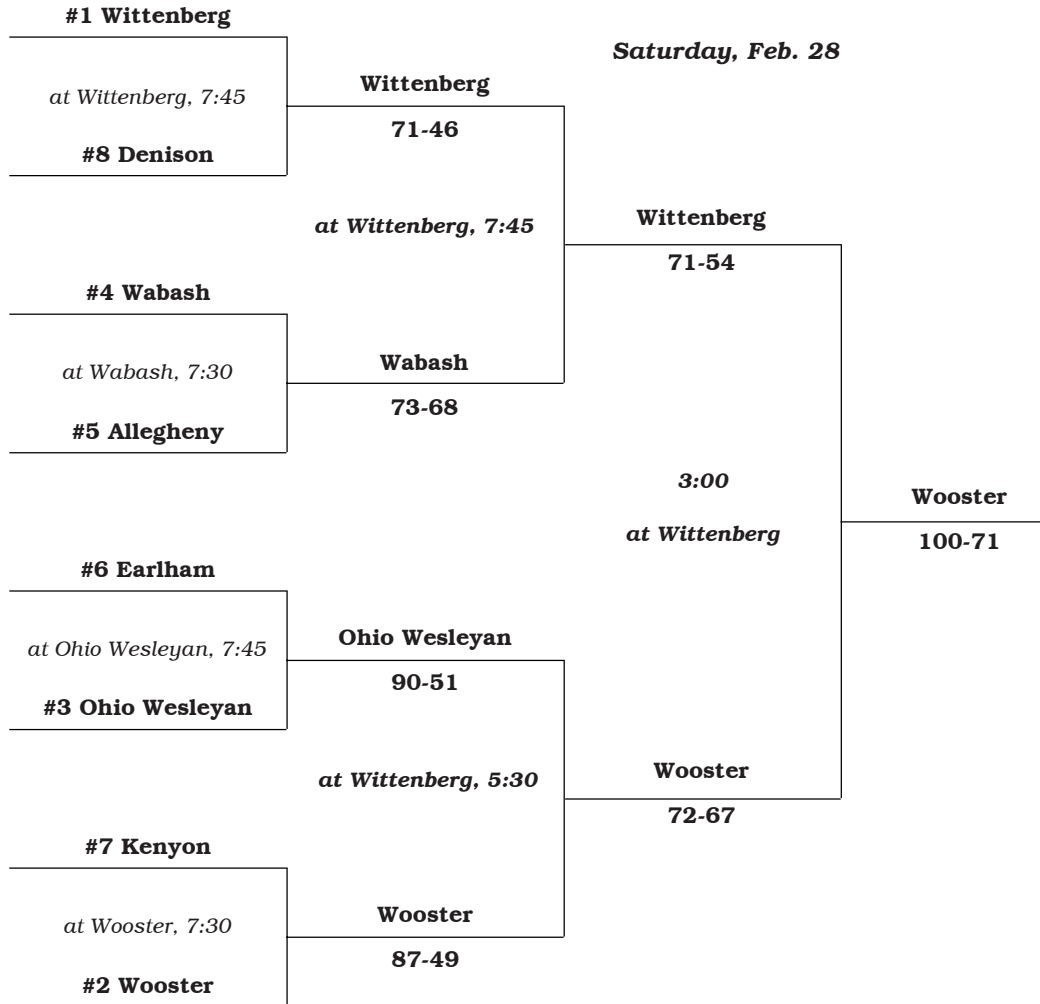 #1 Wittenberg
Saturday, Feb. 28
at Wittenberg, 7:45
Wittenberg
71-46
#8 Denison
at Wittenberg, 7:45
Wittenberg
71-54
#4 Wabash
at Wabash, 7:30
Wabash
73-68
#5 Allegheny
3:00
at Wittenberg
Wooster
100-71
#6 Earlham
at Ohio Wesleyan, 7:45
Ohio Wesleyan
90-51
#3 Ohio Wesleyan
at Wittenberg, 5:30
Wooster
72-67
#7 Kenyon
at Wooster, 7:30
Wooster
87-49
#2 Wooster